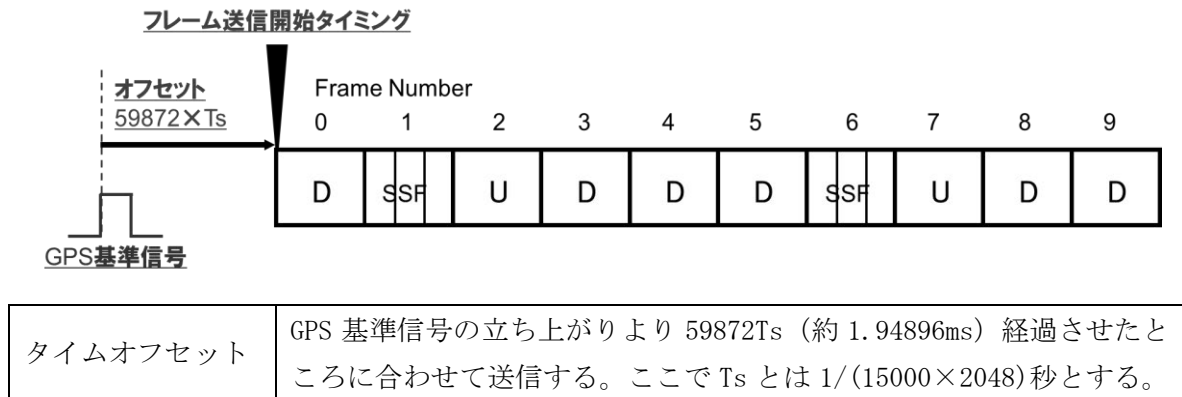 フレーム送信開始タイミング
オフセット
59872×Ts
Frame Number
0 1 2 3 4 5 6 7 8 9
D SSF U D D D SSF U D D
GPS基準信号
タイムオフセット
GPS 基準信号の立ち上がりより 59872Ts (約 1.94896ms) 経過させたと
ころに合わせて送信する。ここで Ts とは 1/(15000×2048)秒とする。